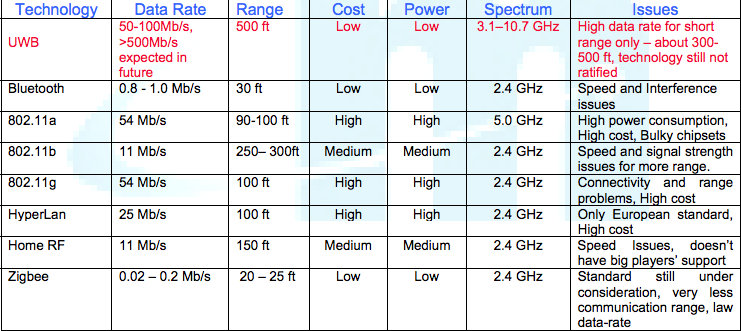 Technology Data Rate Range Cost Power Spectrum Issues
UWB 50-100Mb/s, >500Mb/s expected in future 500 ft Low Low 3.1–10.7 GHz High data rate for short range only – about 300-500 ft, technology still not ratified
Bluetooth 0.8 - 1.0 Mb/s 30 ft Low Low 2.4 GHz Speed and Interference issues
802.11a 54 Mb/s 90-100 ft High High 5.0 GHz High power consumption, High cost, Bulky chipsets
802.11b 11 Mb/s 250– 300ft Medium Medium 2.4 GHz Speed and signal strength issues for more range.
802.11g 54 Mb/s 100 ft High High 2.4 GHz Connectivity and range problems, High cost
HyperLan 25 Mb/s 100 ft High High 2.4 GHz Only European standard, High cost
Home RF 11 Mb/s 150 ft Medium Medium 2.4 GHz Speed Issues, doesn't have big players' support
Zigbee 0.02 – 0.2 Mb/s 20 – 25 ft Low Low 2.4 GHz Standard still under consideration, very less communication range, law data-rate